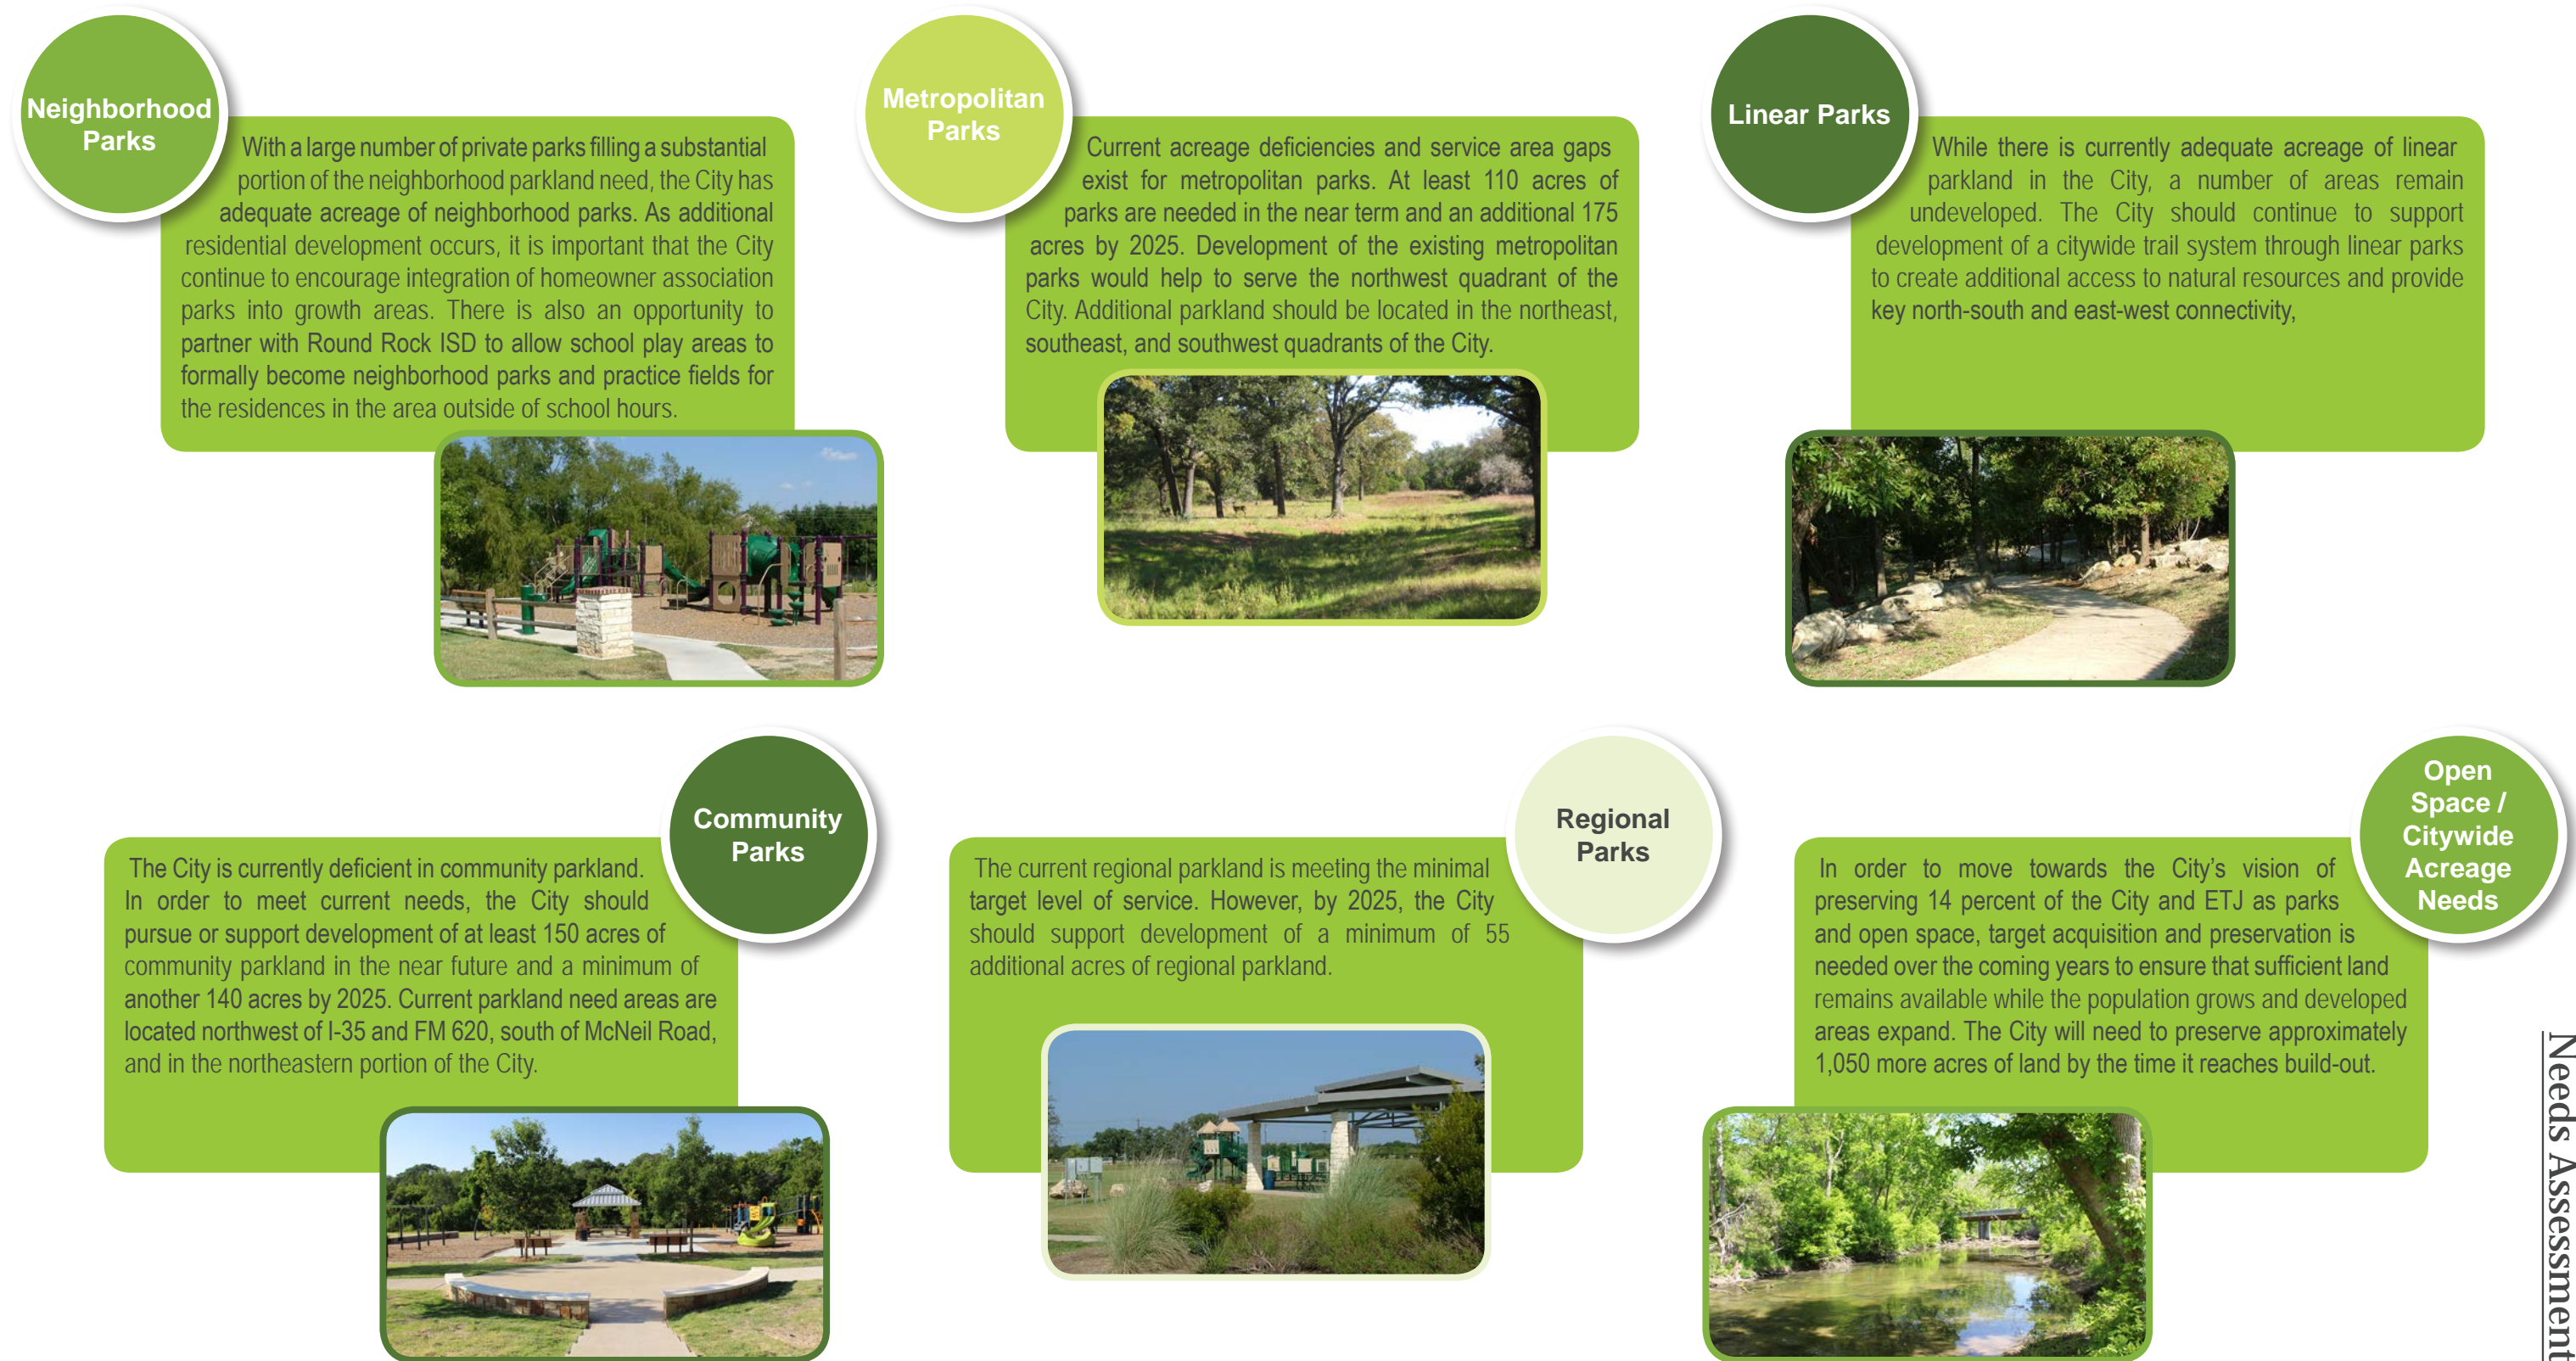 Neighborhood
Parks
With a large number of private parks filling a substantial
portion of the neighborhood parkland need, the City has
adequate acreage of neighborhood parks. As additional
residential development occurs, it is important that the City
continue to encourage integration of homeowner association
parks into growth areas. There is also an opportunity to
partner with Round Rock ISD to allow school play areas to
formally become neighborhood parks and practice fields for
the residences in the area outside of school hours.
Metropolitan
Parks
Current acreage deficiencies and service area gaps
exist for metropolitan parks. At least 110 acres of
parks are needed in the near term and an additional 175
acres by 2025. Development of the existing metropolitan
parks would help to serve the northwest quadrant of the
City. Additional parkland should be located in the northeast,
southeast, and southwest quadrants of the City.
Linear Parks
While there is currently adequate acreage of linear
parkland in the City, a number of areas remain
undeveloped. The City should continue to support
development of a citywide trail system through linear parks
to create additional access to natural resources and provide
key north-south and east-west connectivity,
Community
Parks
The City is currently deficient in community parkland.
In order to meet current needs, the City should
pursue or support development of at least 150 acres of
community parkland in the near future and a minimum of
another 140 acres by 2025. Current parkland need areas are
located northwest of I-35 and FM 620, south of McNeil Road,
and in the northeastern portion of the City.
Regional
Parks
The current regional parkland is meeting the minimal
target level of service. However, by 2025, the City
should support development of a minimum of 55
additional acres of regional parkland.
Open
Space /
Citywide
Acreage
Needs
In order to move towards the City's vision of
preserving 14 percent of the City and ETJ as parks
and open space, target acquisition and preservation is
needed over the coming years to ensure that sufficient land
remains available while the population grows and developed
areas expand. The City will need to preserve approximately
1,050 more acres of land by the time it reaches build-out.
Needs Assessment